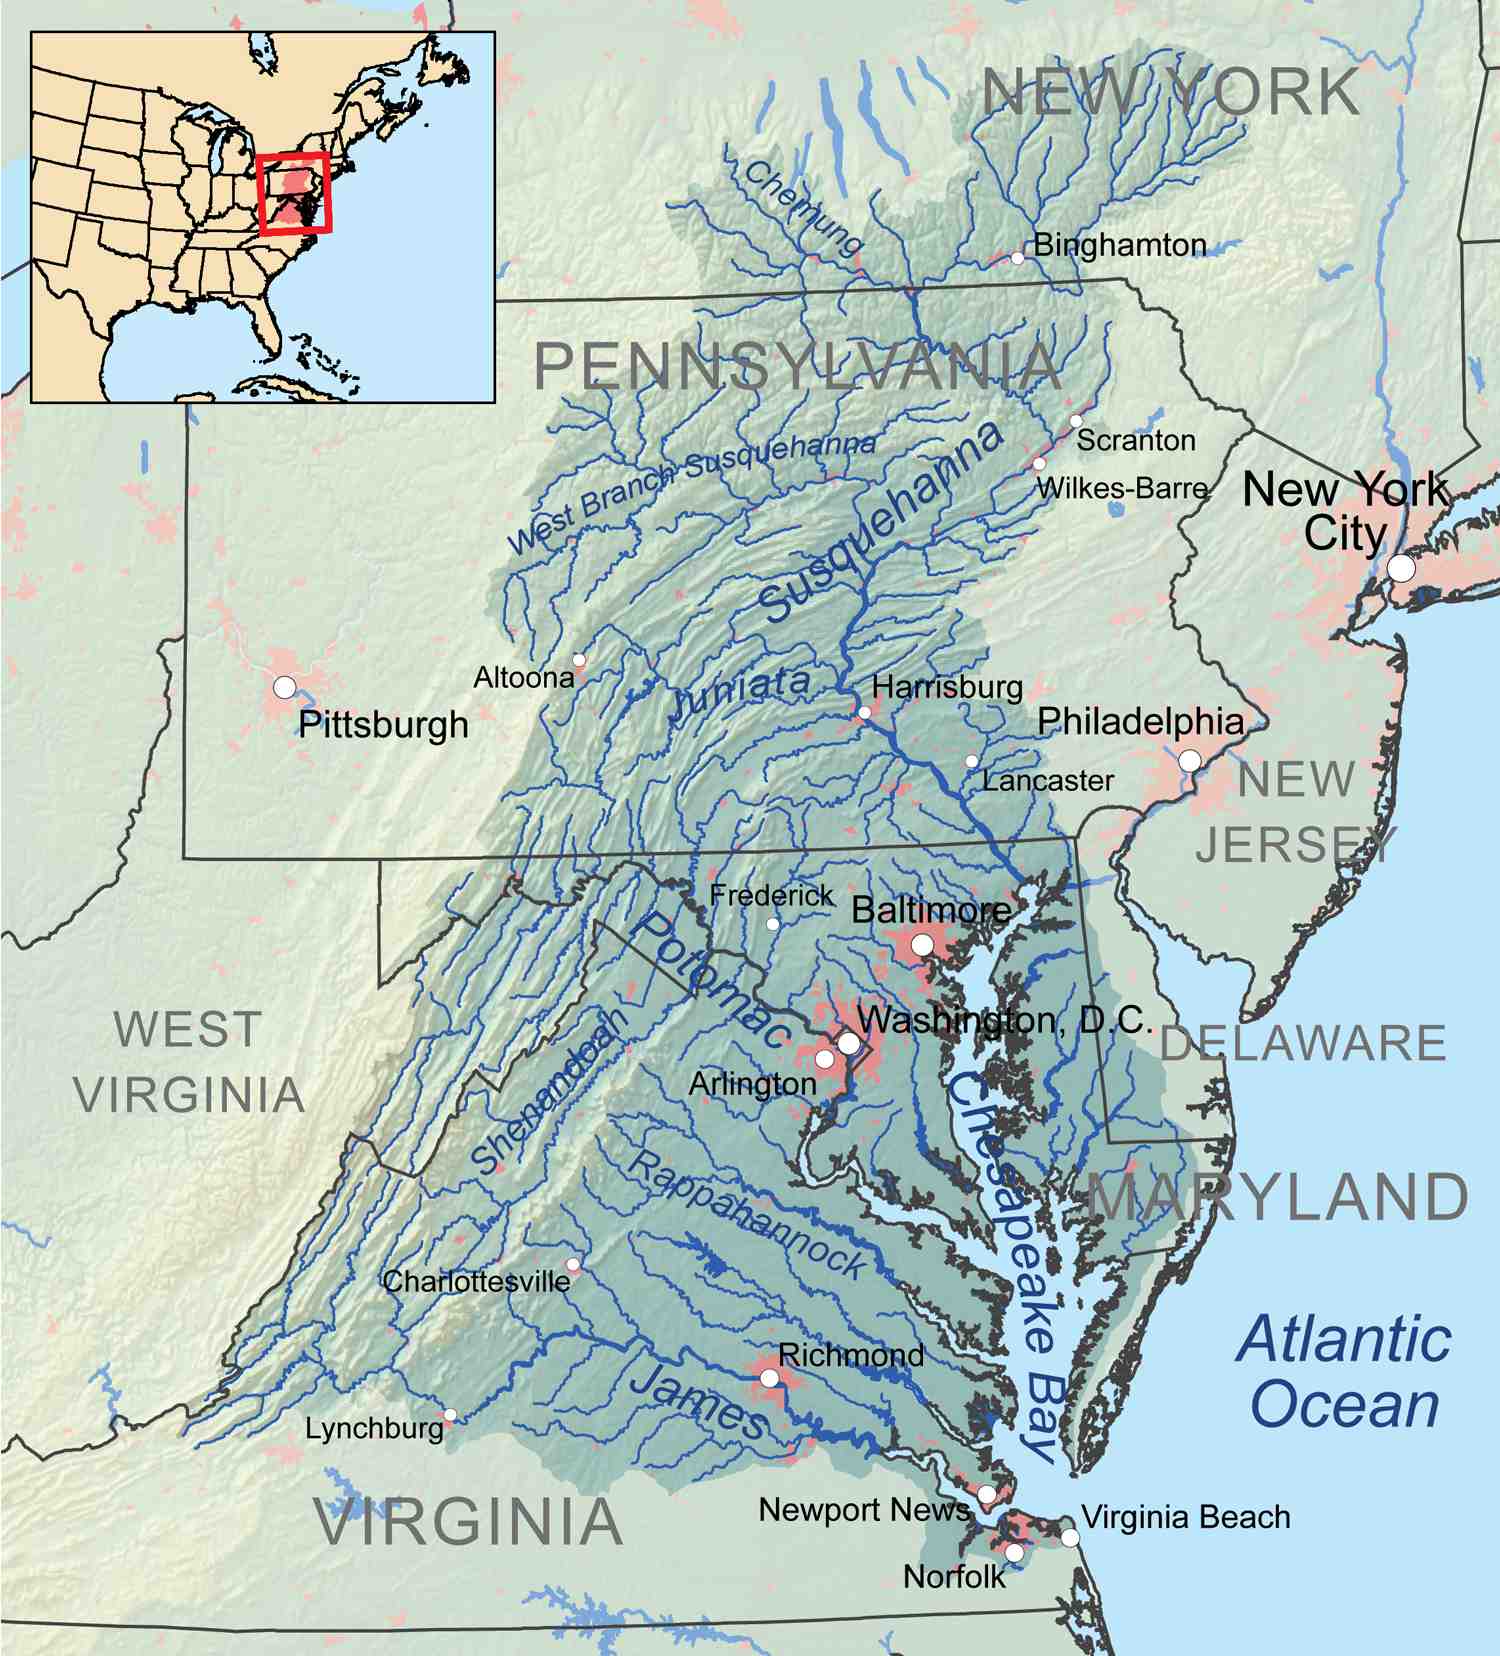 NEW YORK
Chemung
Binghamton
PENNSYLVANIA
Scranton
West Branch Susquehanna
Susquehanna
Wilkes-Barre
New York
City
Altoona
Juniata
Harrisburg
Pittsburgh
Philadelphia
Lancaster
NEW
JERSEY
Frederick
Baltimore
Potomac
WEST
VIRGINIA
Washington, D.C.
DELAWARE
Shenandoah
Arlington
Chesapeake Bay
Rappahannock
MARYLAND
Charlottesville
Atlantic
Ocean
Richmond
James
Lynchburg
VIRGINIA
Newport News
Virginia Beach
Norfolk